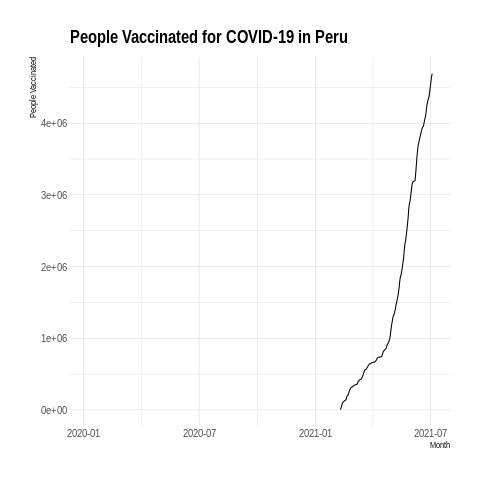 People Vaccinated for COVID-19 in Peru
People Vaccinated
4e+06
3e+06
2e+06
1e+06
0e+00
2020-01 2020-07 2021-01 2021-07
Month